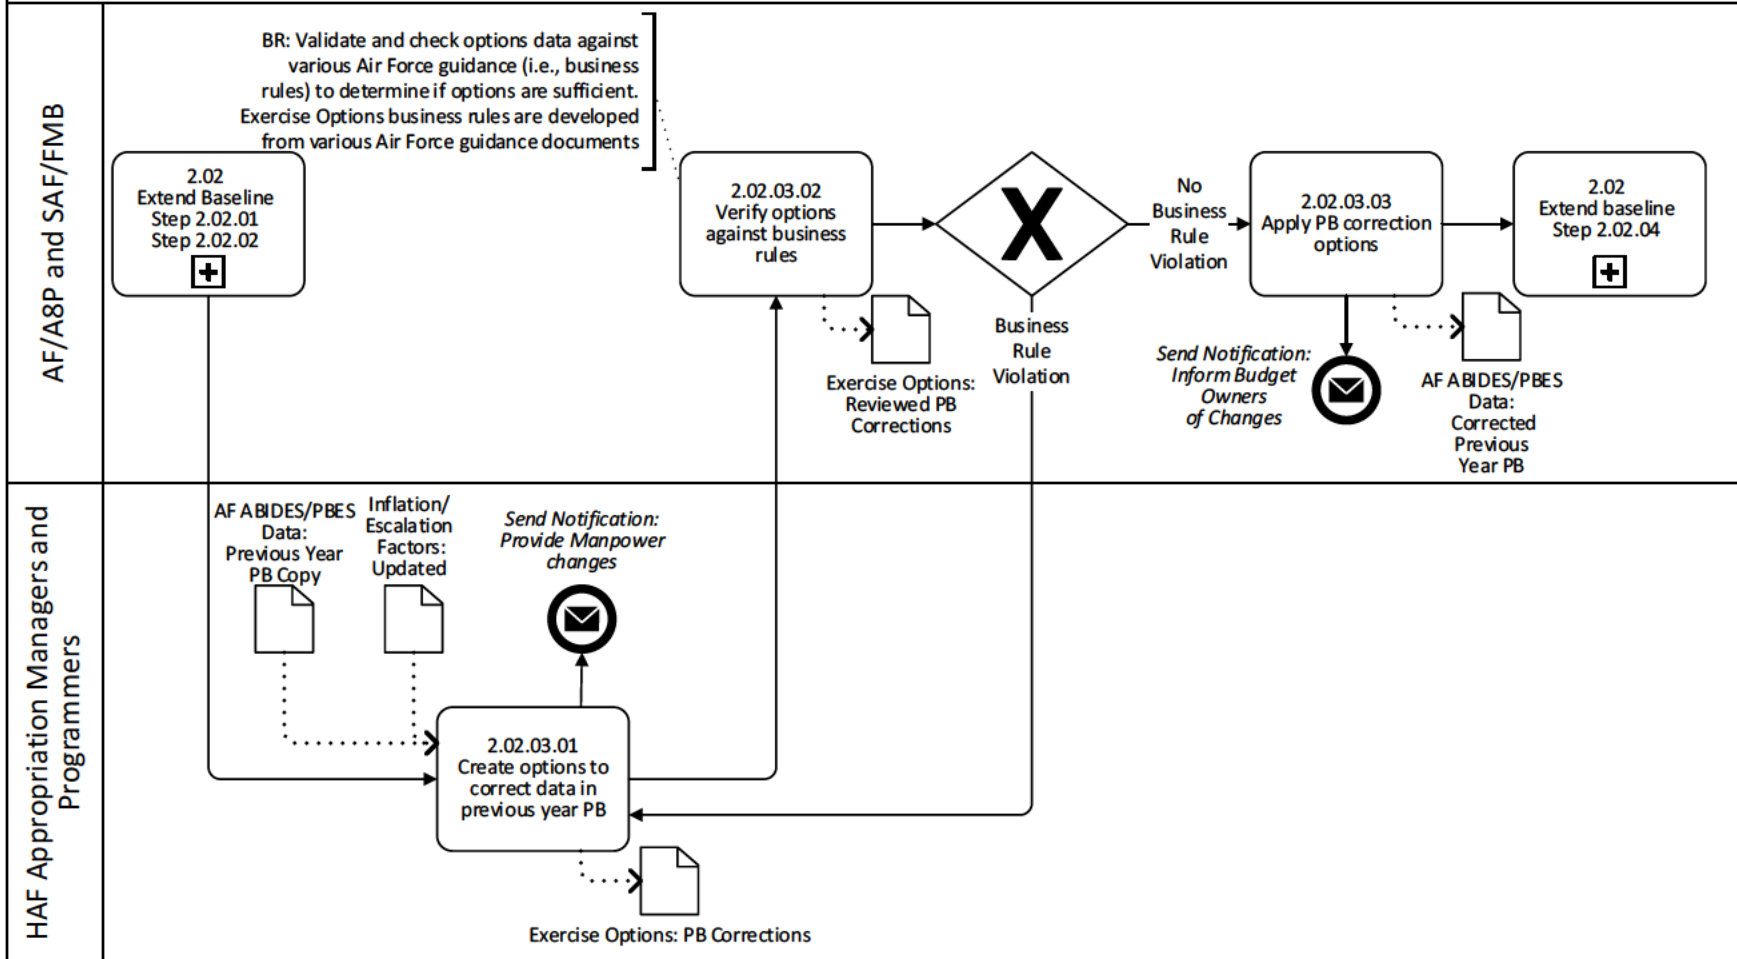 AF/A8P and SAF/FMB
BR: Validate and check options data against
various Air Force guidance (i.e., business
rules) to determine if options are sufficient.
Exercise Options business rules are developed
from various Air Force guidance documents
2.02
Extend Baseline
Step 2.02.01
Step 2.02.02
2.02.03.02
Verify options
against business
rules
Exercise Options:
Reviewed PB
Corrections
X
No
Business
Rule
Violation
Business
Rule
Violation
2.02.03.03
Apply PB correction
options
Send Notification:
Inform Budget
Owners
of Changes
AF ABIDES/PBES
Data:
Corrected
Previous
Year PB
2.02
Extend baseline
Step 2.02.04
HAF Appropriation Managers and
Programmers
AF ABIDES/PBES
Data:
Previous Year
PB Copy
Inflation/
Escalation
Factors:
Updated
Send Notification:
Provide Manpower
changes
2.02.03.01
Create options to
correct data in
previous year PB
Exercise Options: PB Corrections